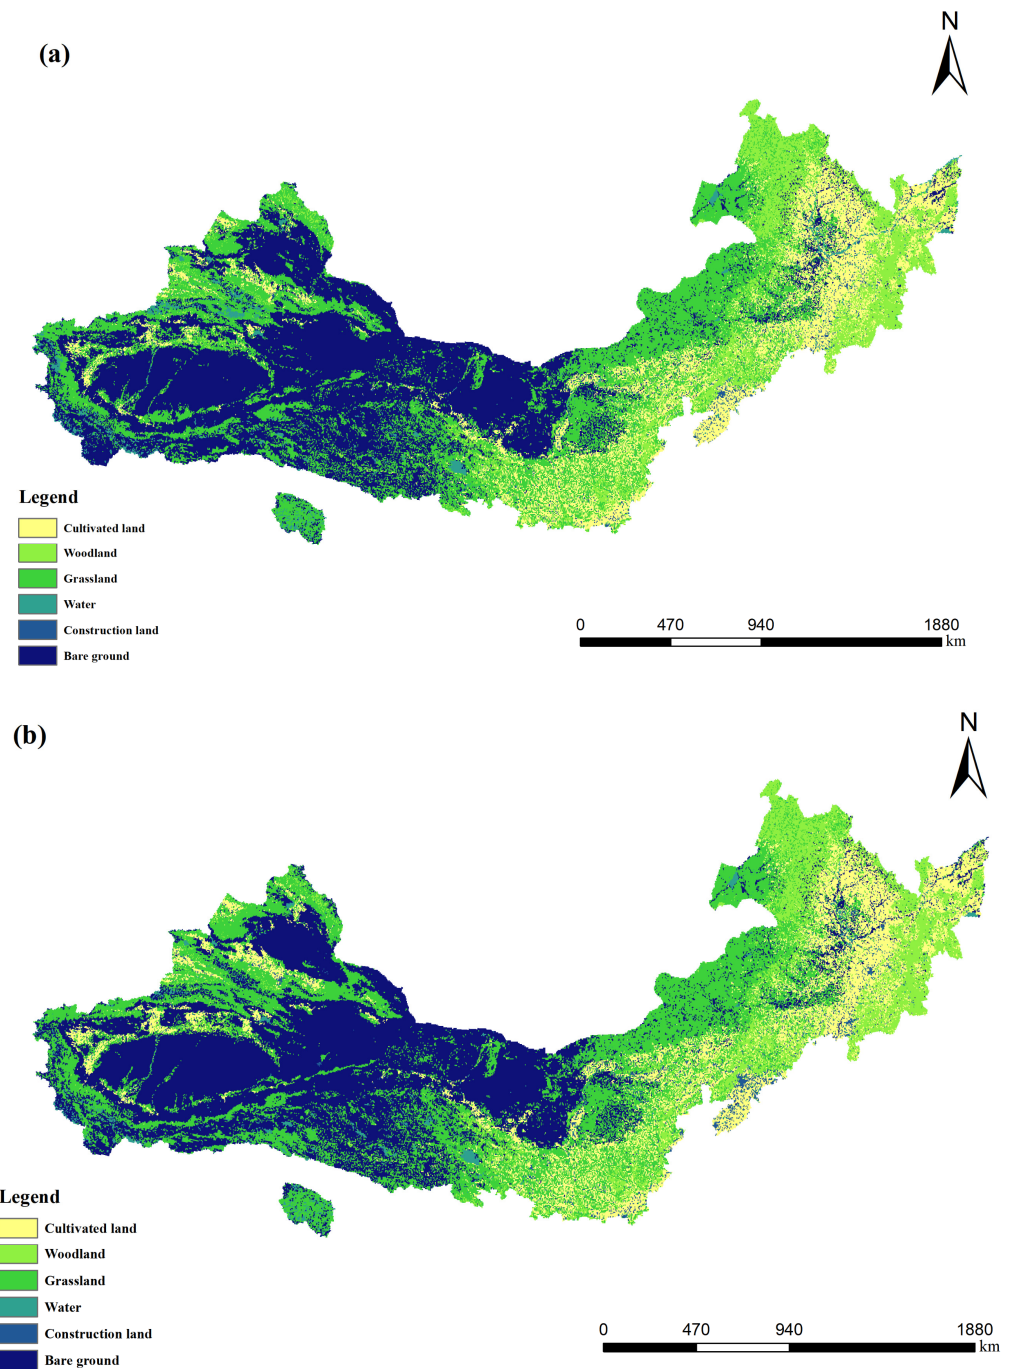 (a)
N
Legend
Cultivated land
Woodland
Grassland
Water
Construction land
Bare ground
0 470 940 1880
km
(b)
N
Legend
Cultivated land
Woodland
Grassland
Water
Construction land
Bare ground
0 470 940 1880
km